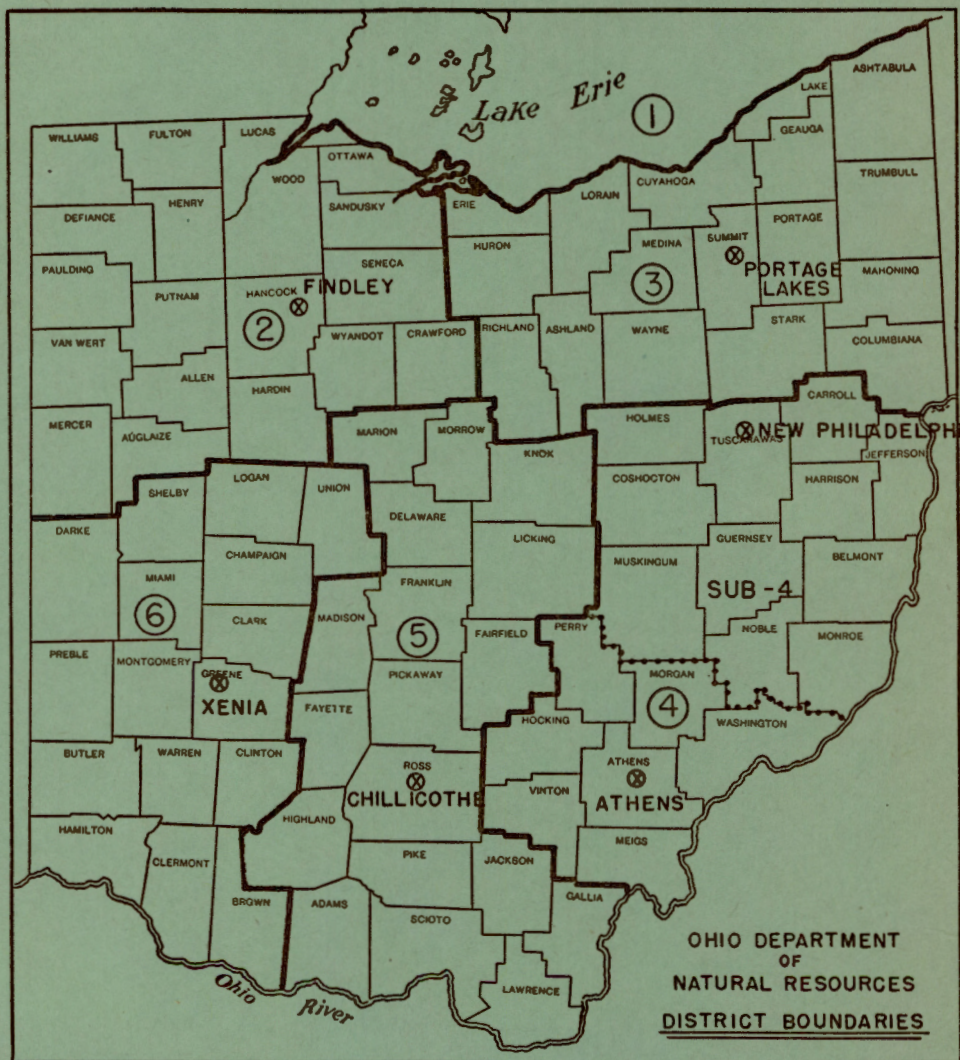 Lake Erie
1
ASHTABULA
LAKE
GEAUGA
WILLIAMS
FULTON
LUCAS
OTTAWA
WOOD
CUYAHOGA
TRUMBULL
HENRY
SANDUSKY
ERIE
LORAIN
DEFIANCE
PORTAGE
HURON
MEDINA
SUMMIT
SENECA
PAULDING
PORTAGE
LAKES
MAHONING
3
HANCOCK
FINDLEY
PUTNAM
2
STARK
WYANDOT
CRAWFORD
RICHLAND
ASHLAND
WAYNE
VAN WERT
COLUMBIANA
ALLEN
HARDIN
CARROLL
MERCER
AUGLAIZE
MARION
MORROW
HOLMES
TUSCARAWAS
NEW PHILADELPHI
KNOX
JEFFERSON
LOGAN
UNION
COSHOCTON
HARRISON
SHELBY
DELAWARE
DARKE
LICKING
GUERNSEY
CHAMPAIGN
MUSKINGUM
BELMONT
MIAMI
FRANKLIN
SUB-4
6
CLARK
MADISON
5
FAIRFIELD
PERRY
NOBLE
MONROE
PREBLE
MONTGOMERY
GREENE
XENIA
PICKAWAY
MORGAN
4
FAYETTE
HOCKING
WASHINGTON
BUTLER
WARREN
CLINTON
ROSS
CHILLICOTHE
ATHENS
ATHENS
VINTON
HAMILTON
HIGHLAND
MEIGS
CLERMONT
PIKE
JACKSON
BROWN
ADAMS
SCIOTO
GALLIA
LAWRENCE
Ohio River
OHIO DEPARTMENT
OF
NATURAL RESOURCES
DISTRICT BOUNDARIES